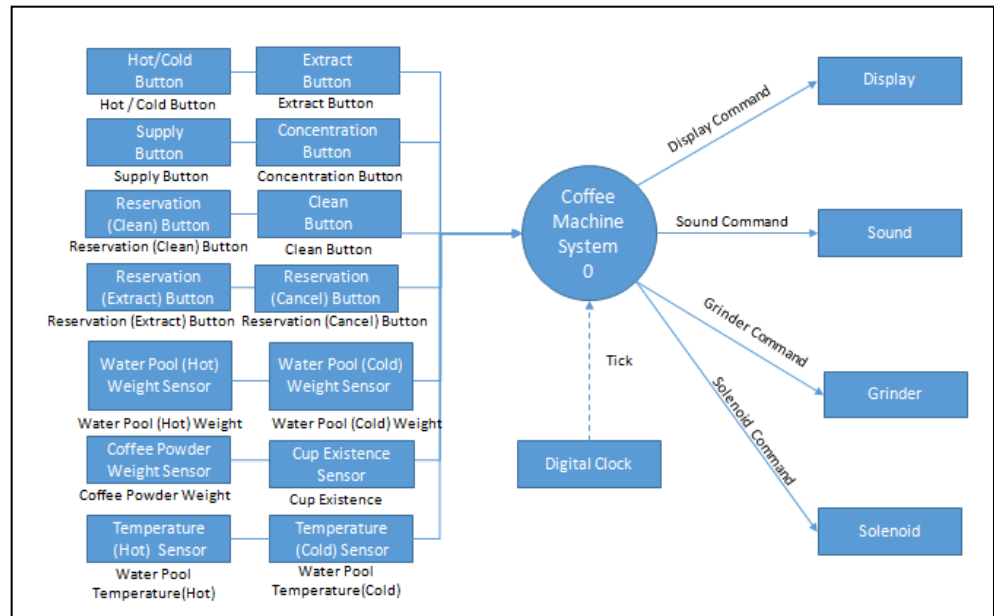 Hot/Cold
Button
Hot / Cold Button
Extract
Button
Extract Button
Supply
Button
Supply Button
Concentration
Button
Concentration Button
Reservation
(Clean) Button
Reservation (Clean) Button
Clean
Button
Clean Button
Reservation
(Extract) Button
Reservation (Extract) Button
Reservation
(Cancel) Button
Reservation (Cancel) Button
Water Pool (Hot)
Weight Sensor
Water Pool (Hot) Weight
Water Pool (Cold)
Weight Sensor
Water Pool (Cold) Weight
Coffee Powder
Weight Sensor
Coffee Powder Weight
Cup Existence
Sensor
Cup Existence
Temperature
(Hot) Sensor
Water Pool
Temperature(Hot)
Temperature
(Cold) Sensor
Water Pool
Temperature(Cold)
Coffee
Machine
System
0
Tick
Digital Clock
Display Command
Display
Sound Command
Sound
Grinder Command
Grinder
Solenoid Command
Solenoid